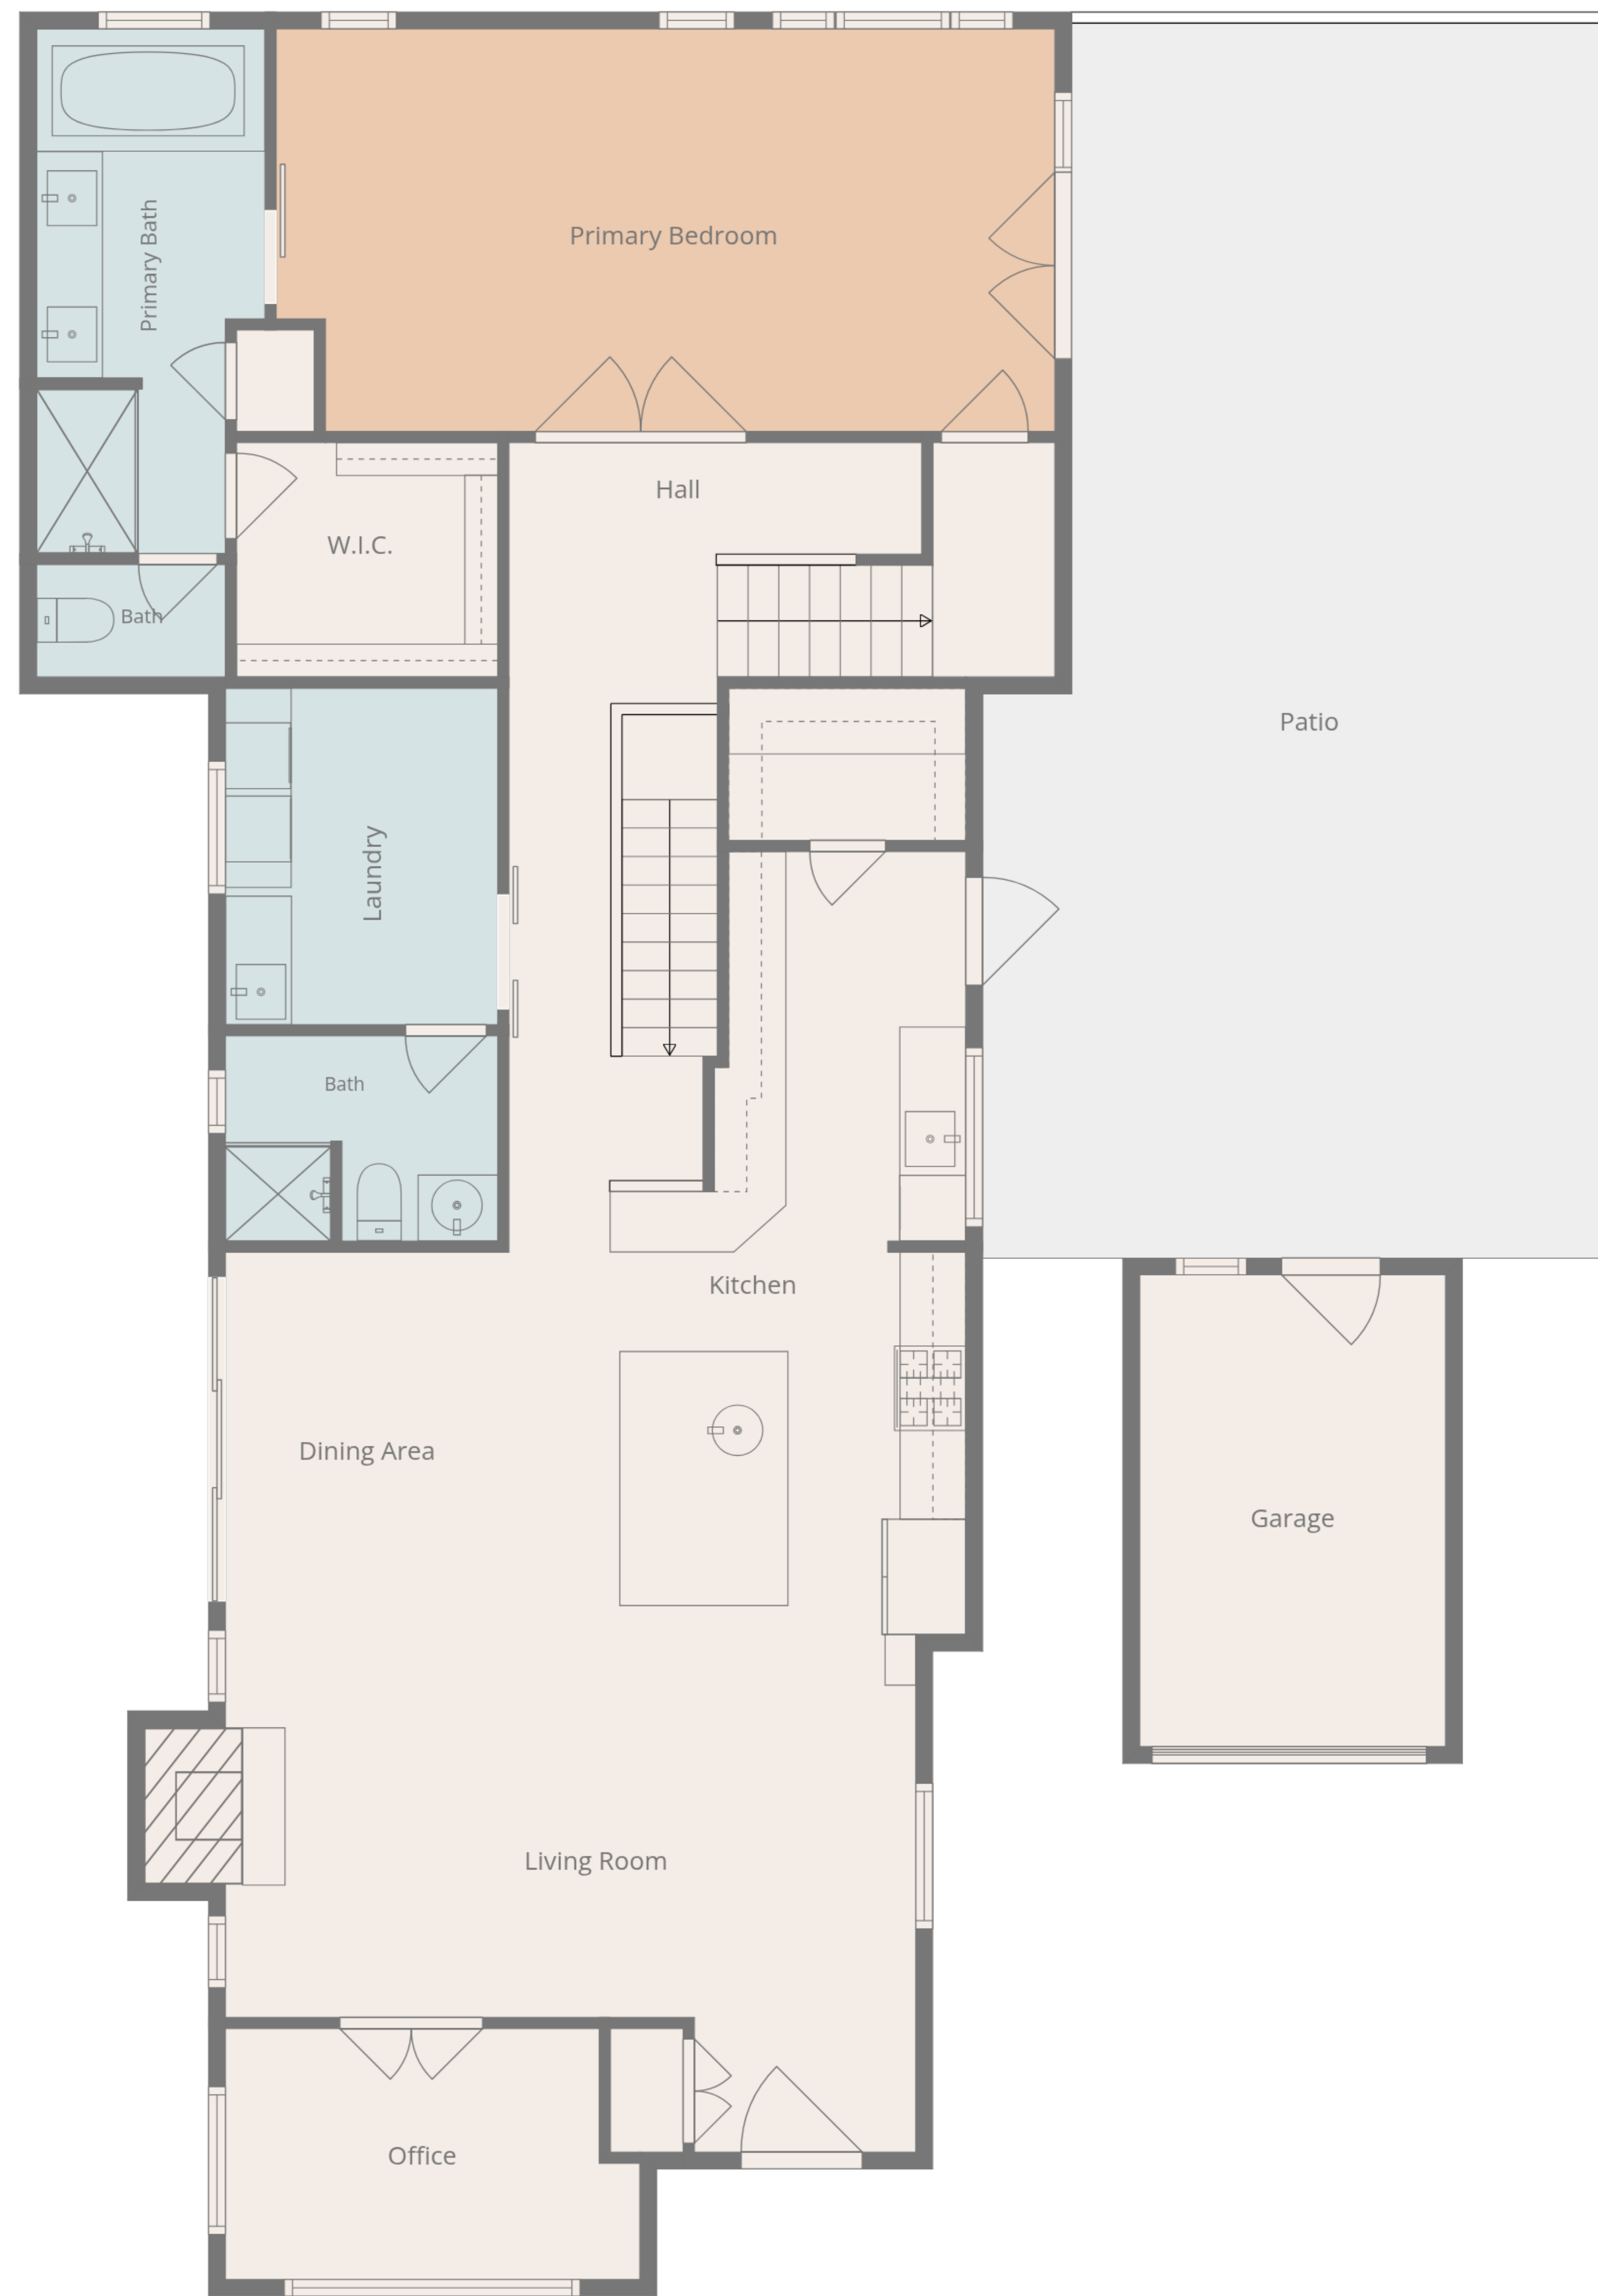 Primary Bath
Primary Bedroom
Hall
W.I.C.
Bath
Patio
Laundry
Bath
Kitchen
Dining Area
Garage
Living Room
Office